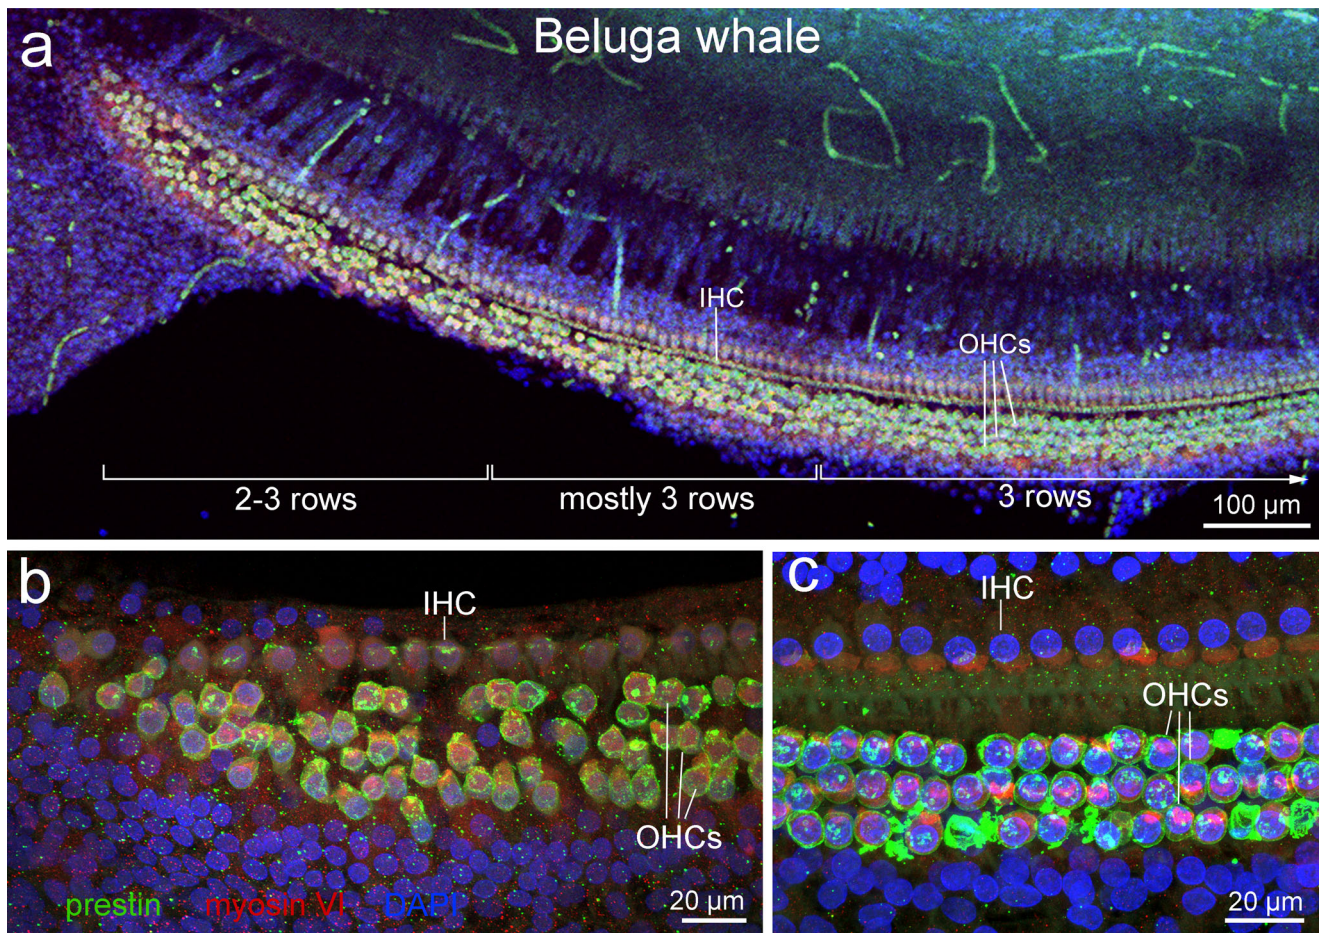 a
Beluga whale
IHC
OHCs
2-3 rows
mostly 3 rows
3 rows
100 µm
b
IHC
OHCs
prestin myosin VI DAPI
20 µm
c
IHC
OHCs
20 µm